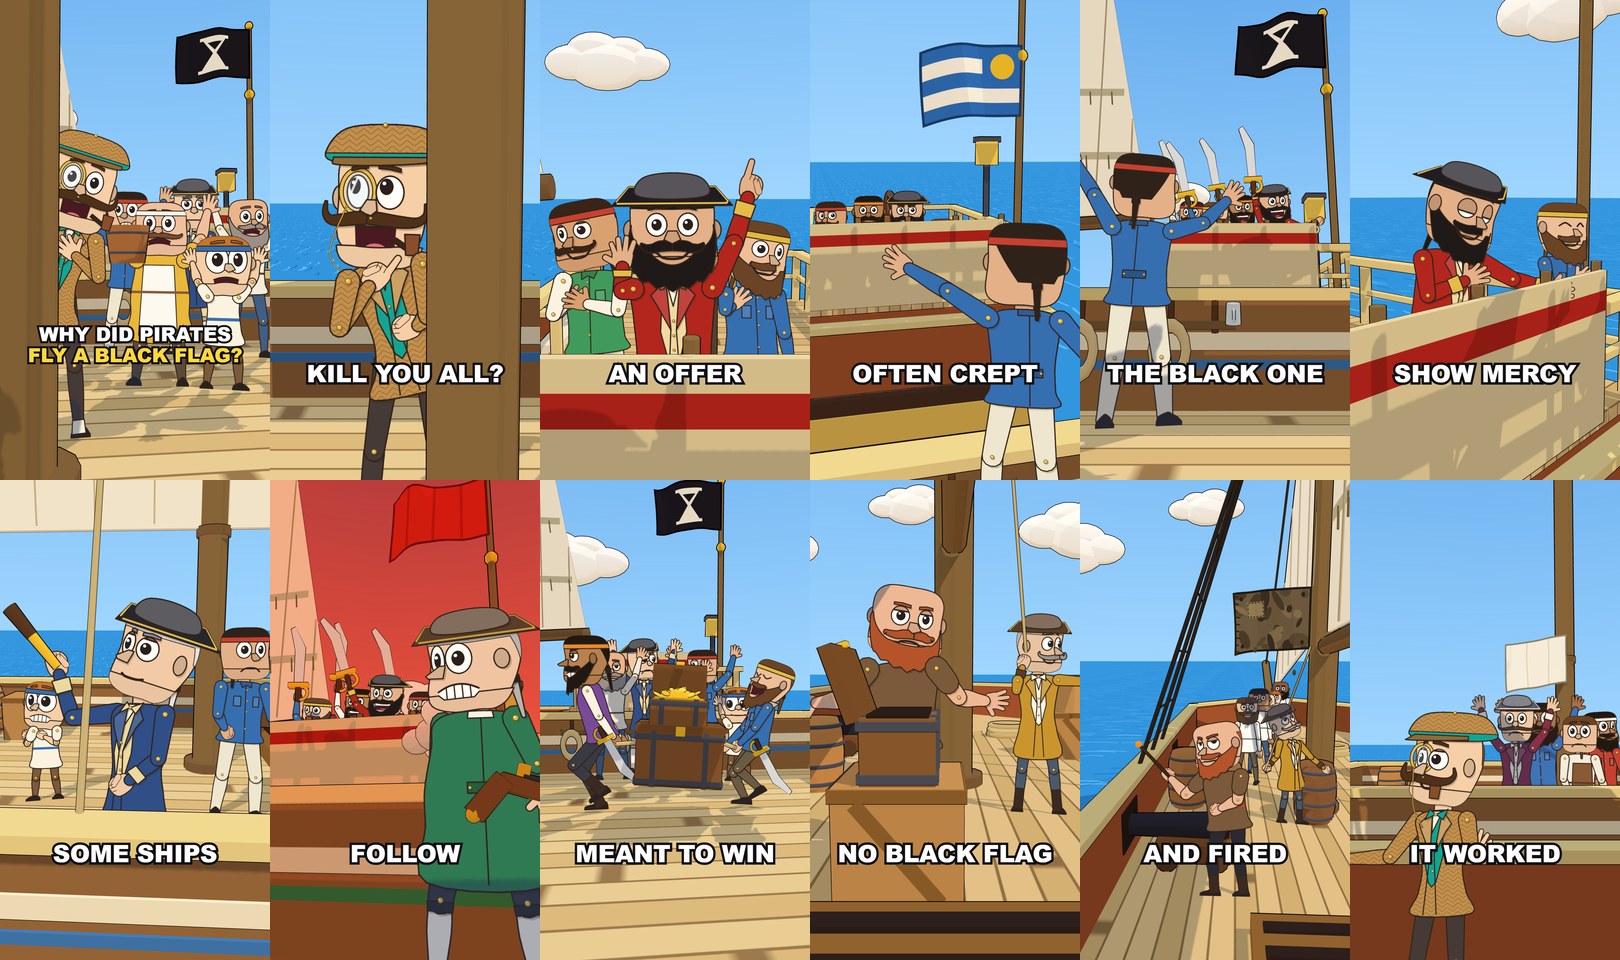 WHY DID PIRATES
FLY A BLACK FLAG?
KILL YOU ALL?
AN OFFER
OFTEN CREPT
THE BLACK ONE
SHOW MERCY
SOME SHIPS
FOLLOW
MEANT TO WIN
NO BLACK FLAG
AND FIRED
IT WORKED